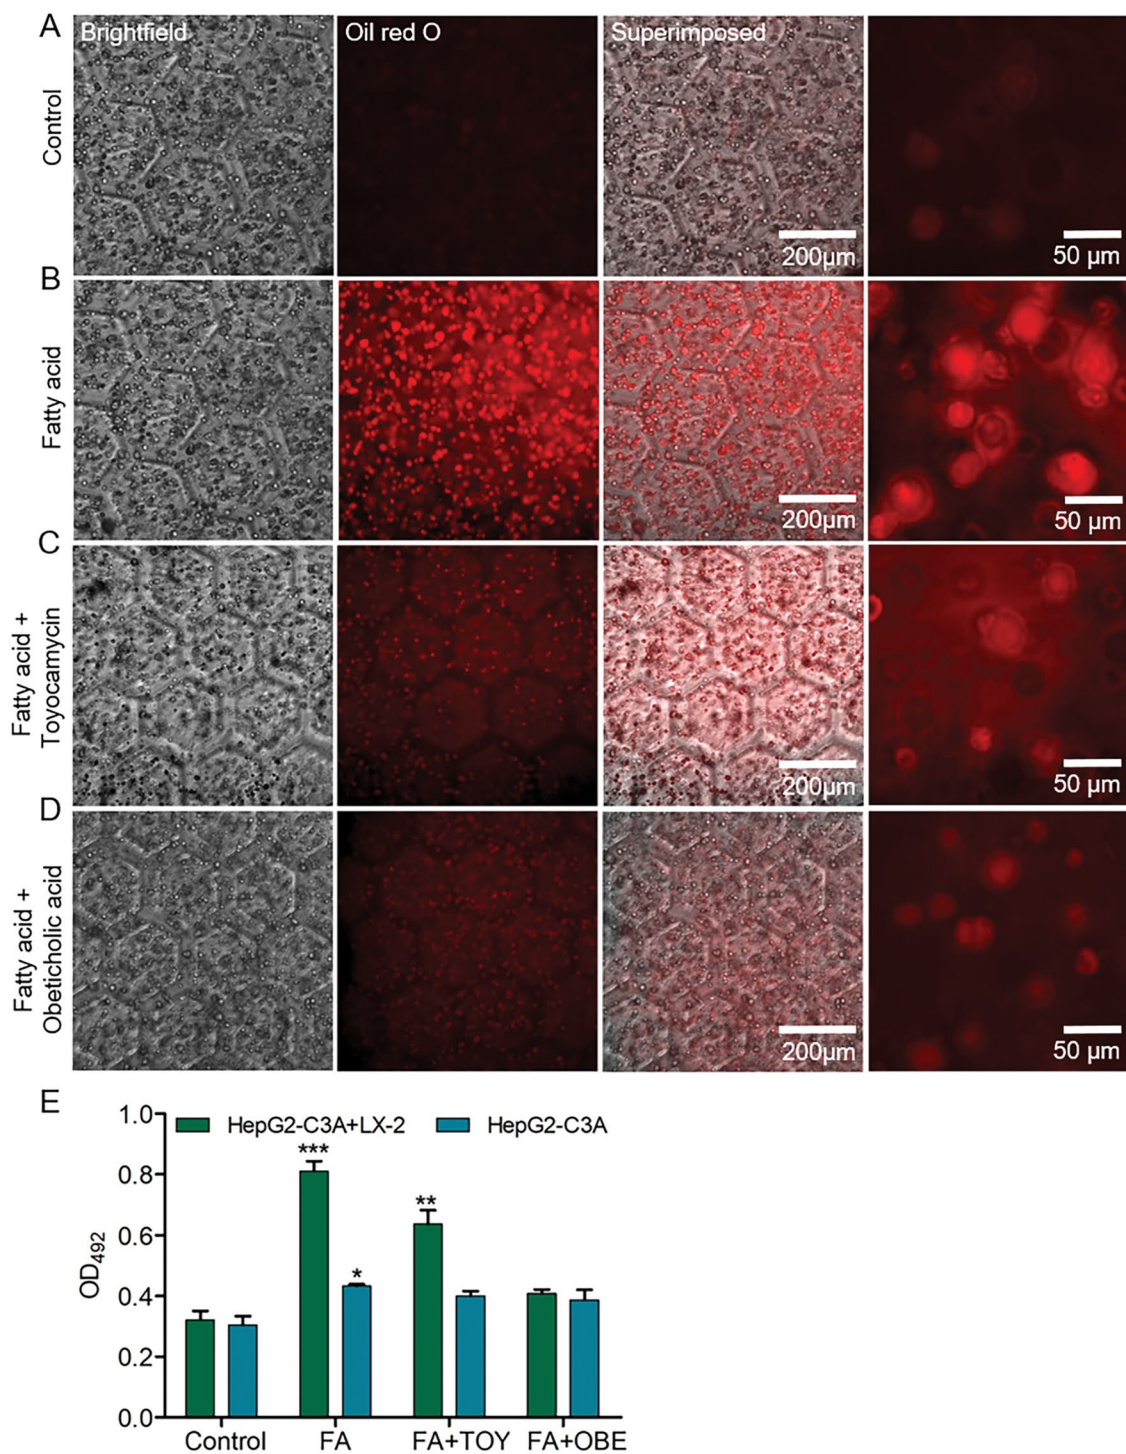 A
Control
Brightfield
Oil red O
Superimposed
200µm
50 µm
B
Fatty acid
200µm
50 µm
C
Fatty acid +
Toyocamycin
200µm
50 µm
D
Fatty acid +
Obeticholic acid
200µm
50 µm
E
OD492
1.0
0.8
0.6
0.4
0.2
0.0
HepG2-C3A+LX-2
HepG2-C3A
***
*
**
Control
FA
FA+TOY
FA+OBE